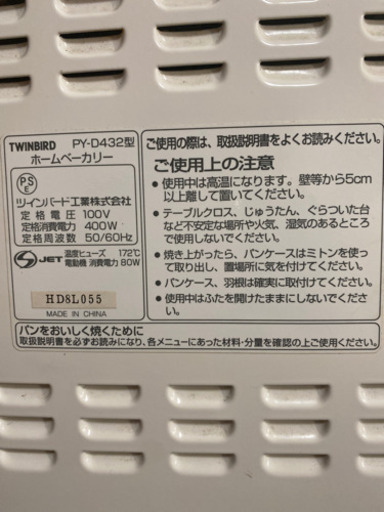 TWINBIRD PY-D432型
ホームベーカリー
PS
E
ツインバード工業株式会社
定格電圧 100V
定格消費電力 400W
定格周波数 50/60Hz
JET 温度ヒューズ 172℃
電動機 消費電力 80W
HD8L055
MADE IN CHINA
ご使用の際は、取扱説明書をよくお読みください。
ご使用上の注意
●使用中は高温になります。壁等から5cm
以上離して置いてください。
●テーブルクロス、じゅうたん、ぐらついた台
など不安定な場所や火気、湿気のあるところ
で使用しないでください。
●焼き上がったら、パンケースはミトンを使っ
て取り出し、置場所に気を付けてください。
●パンケース、羽根は確実に取付けてください。
●使用中はふたを開けたままにしないでくださ
い。
パンをおいしく焼くために
取扱説明書を必ずお読みになり、各メニューにあった材料・分量を確認の上ご使用ください。